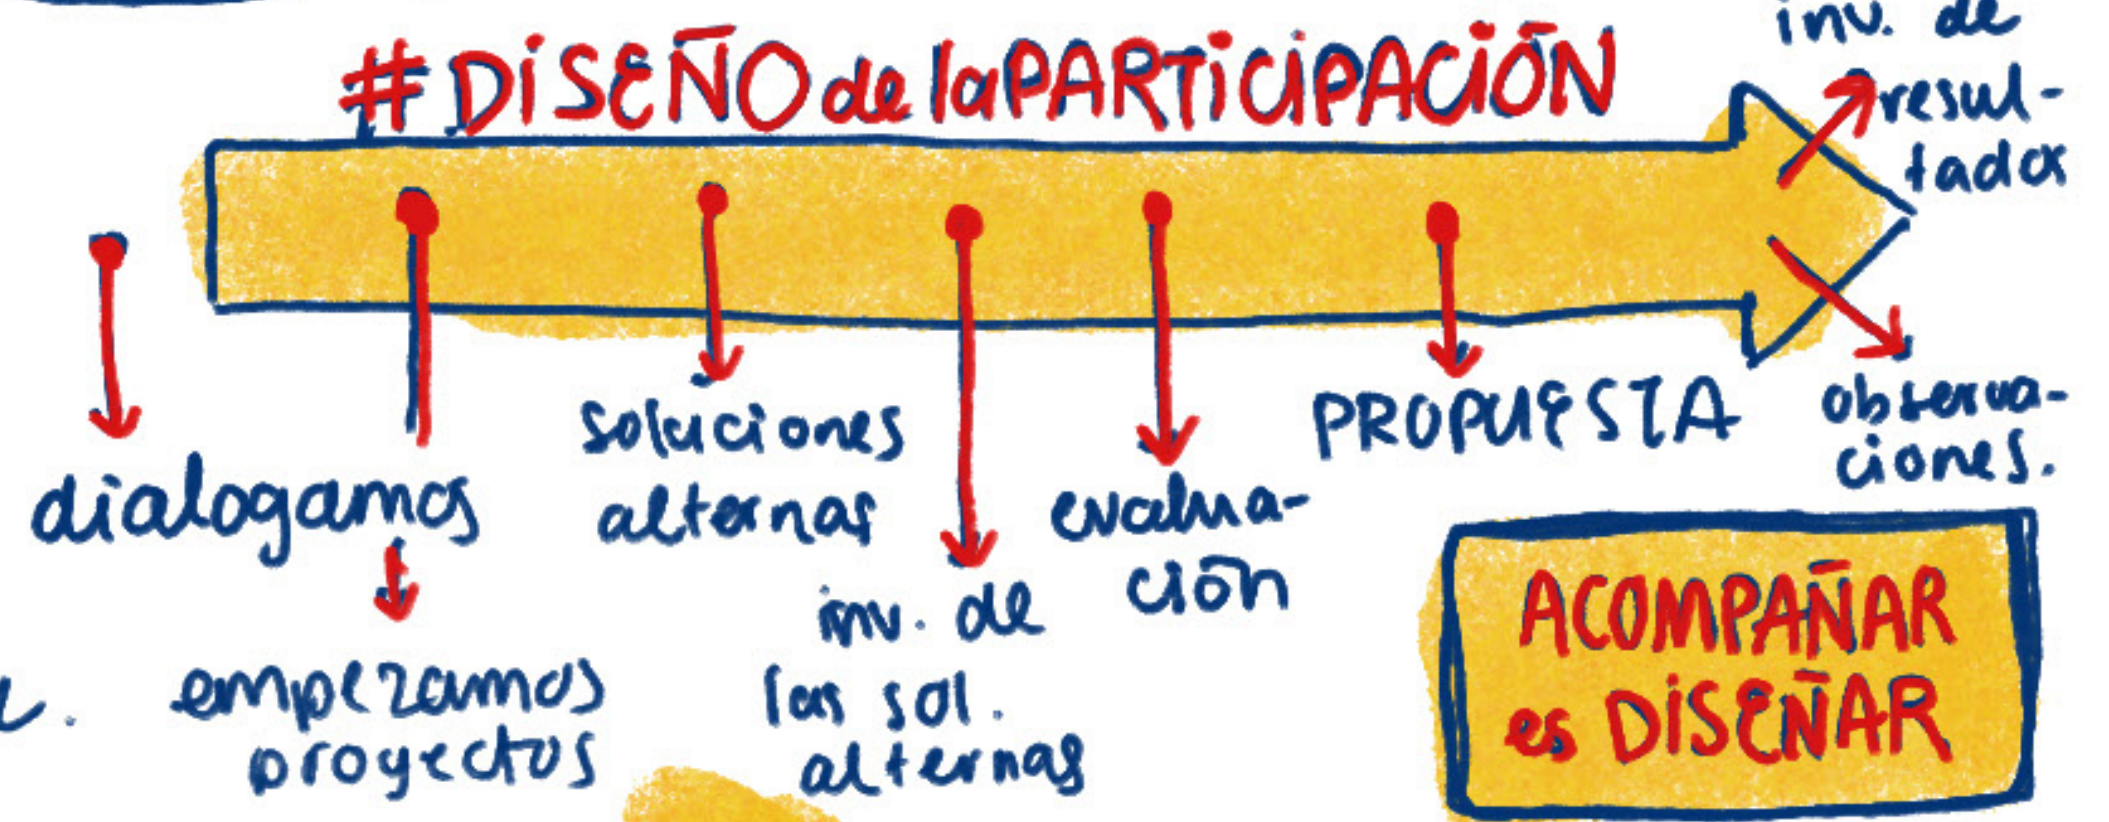 #DISEÑO de la PARTICIPACIÓN
dialogamos
empezamos
proyectos
soluciones
alternas
inv. de
las sol.
alternas
evalua-
ción
PROPUESTA
inv. de
resul-
tados
observa-
ciones.
ACOMPAÑAR
es DISEÑAR